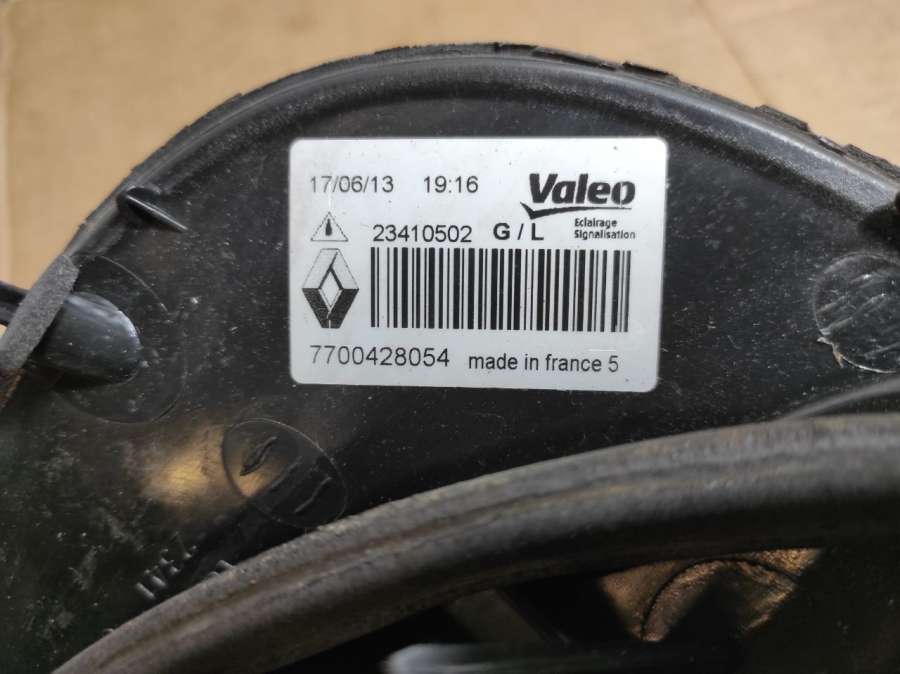 17/06/13 19:16 Valeo
Eclairage
Signalisation
23410502 G / L
7700428054 made in france 5